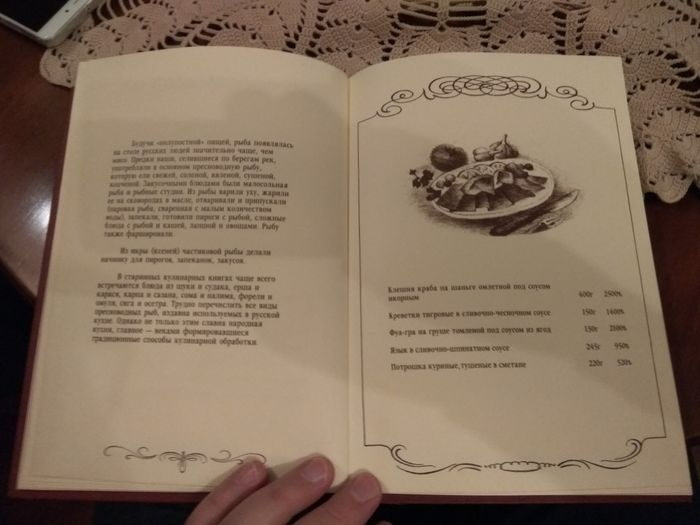 Будучи «полупостной» пищей, рыба появлялась
на столе русских людей значительно чаще, чем
мясо. Предки наши, селившиеся по берегам рек,
употребляли в основном пресноводную рыбу,
которую ели свежей, соленой, вяленой, сушеной,
копченой. Закусочными блюдами были малосольная
рыба и рыбные студни. Из рыбы варили уху, жарили
ее на сковородах в масле, отваривали и припускали
(паровая рыба, сваренная с малым количеством
воды), запекали, готовили пироги с рыбой, сложные
блюда с рыбой и кашей, лапшой и овощами. Рыбу
также фаршировали.
Из икры (ксеней) частиковой рыбы делали
начинку для пирогов, запеканок, закусок.
В старинных кулинарных книгах чаще всего
встречаются блюда из щуки и судака, ерша и
карася, карпа и сазана, сома и налима, форели и
омуля, сига и осетра. Трудно перечислить все виды
пресноводных рыб, издавна используемых в русской
кухне. Однако не только этим славна народная
кухня, главное — веками формировавшиеся
традиционные способы кулинарной обработки.
Клешня краба на шаньге омлетной под соусом
икорным 600г 2500
Креветки тигровые в сливочно-чесночном соусе 150г 1400
Фуа-гра на груше томленой под соусом из ягод 150г 2100
Язык в сливочно-шпинатном соусе 245г 950
Потрошка куриные, тушеные в сметане 220г 520